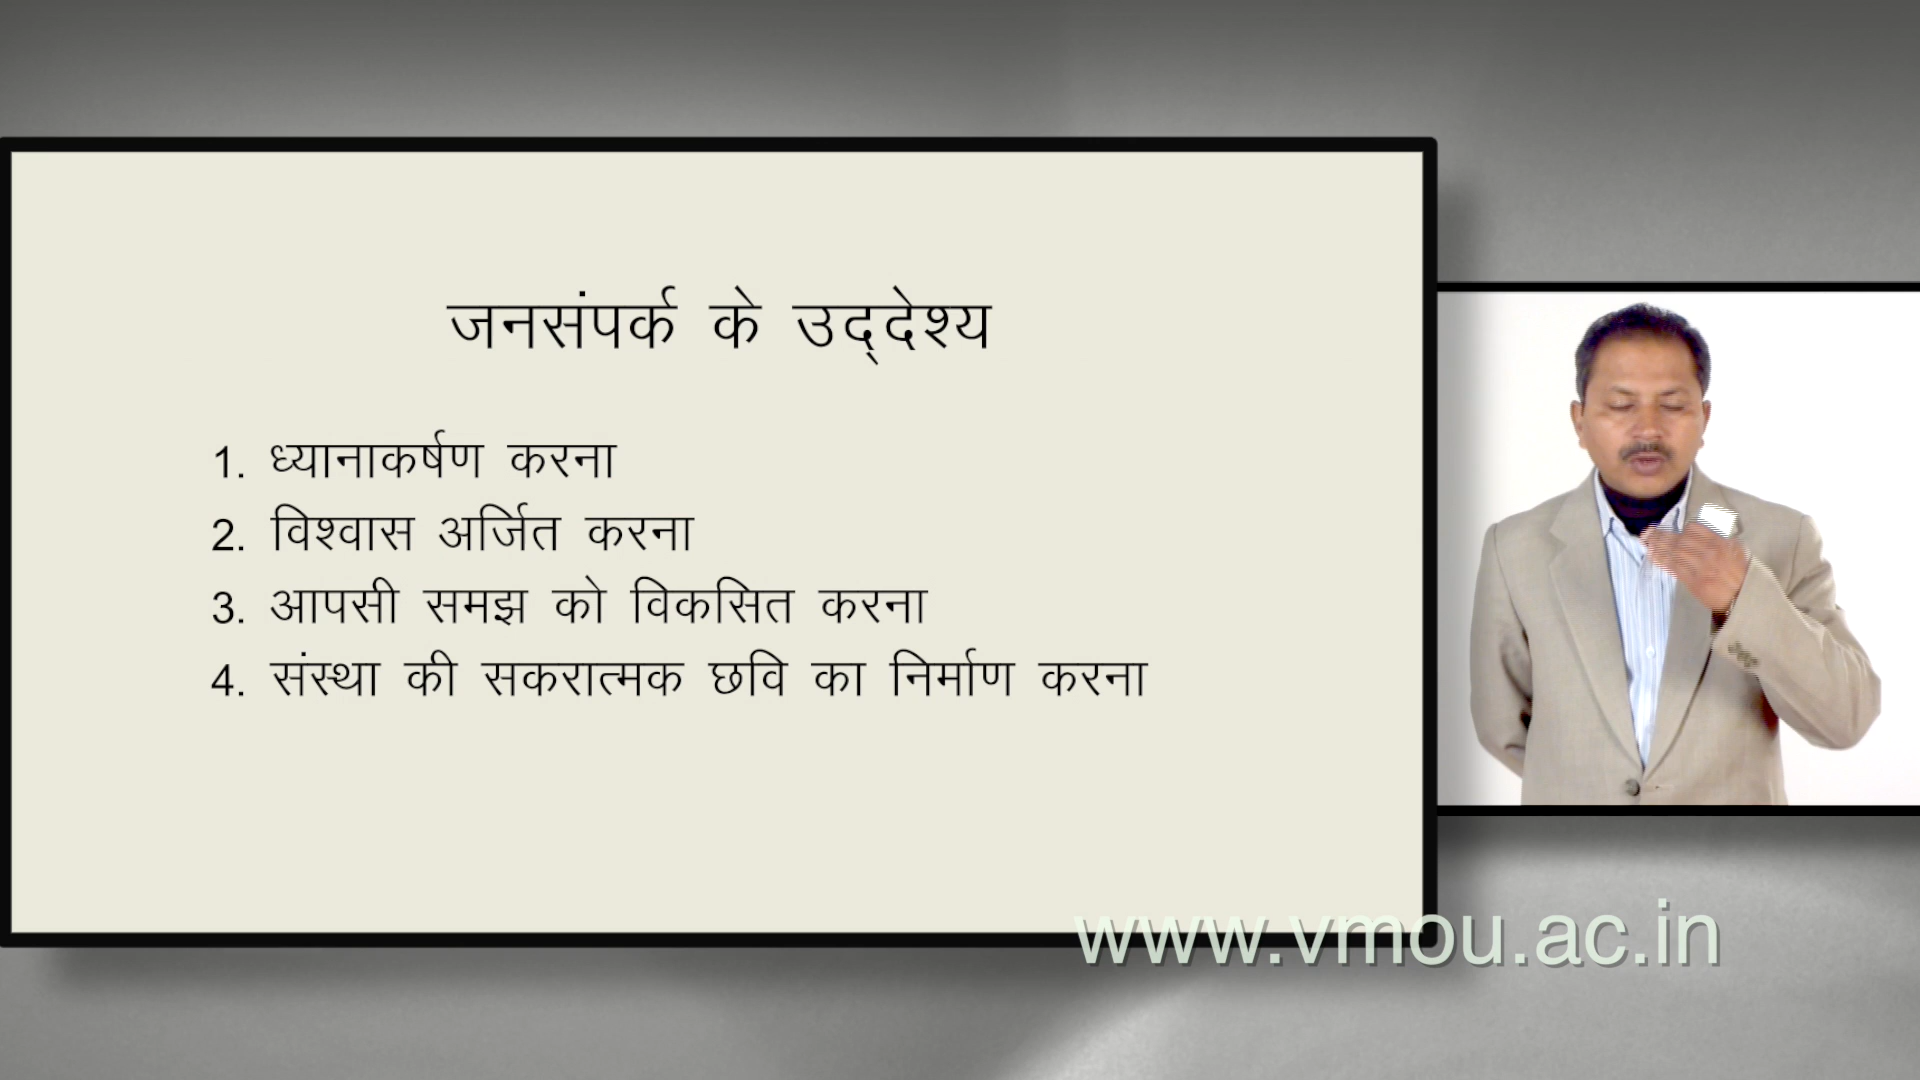 जनसंपर्क के उद्‌देश्य
1. ध्यानाकर्षण करना
2. विश्वास अर्जित करना
3. आपसी समझ को विकसित करना
4. संस्था की सकरात्मक छवि का निर्माण करना
www.vmou.ac.in